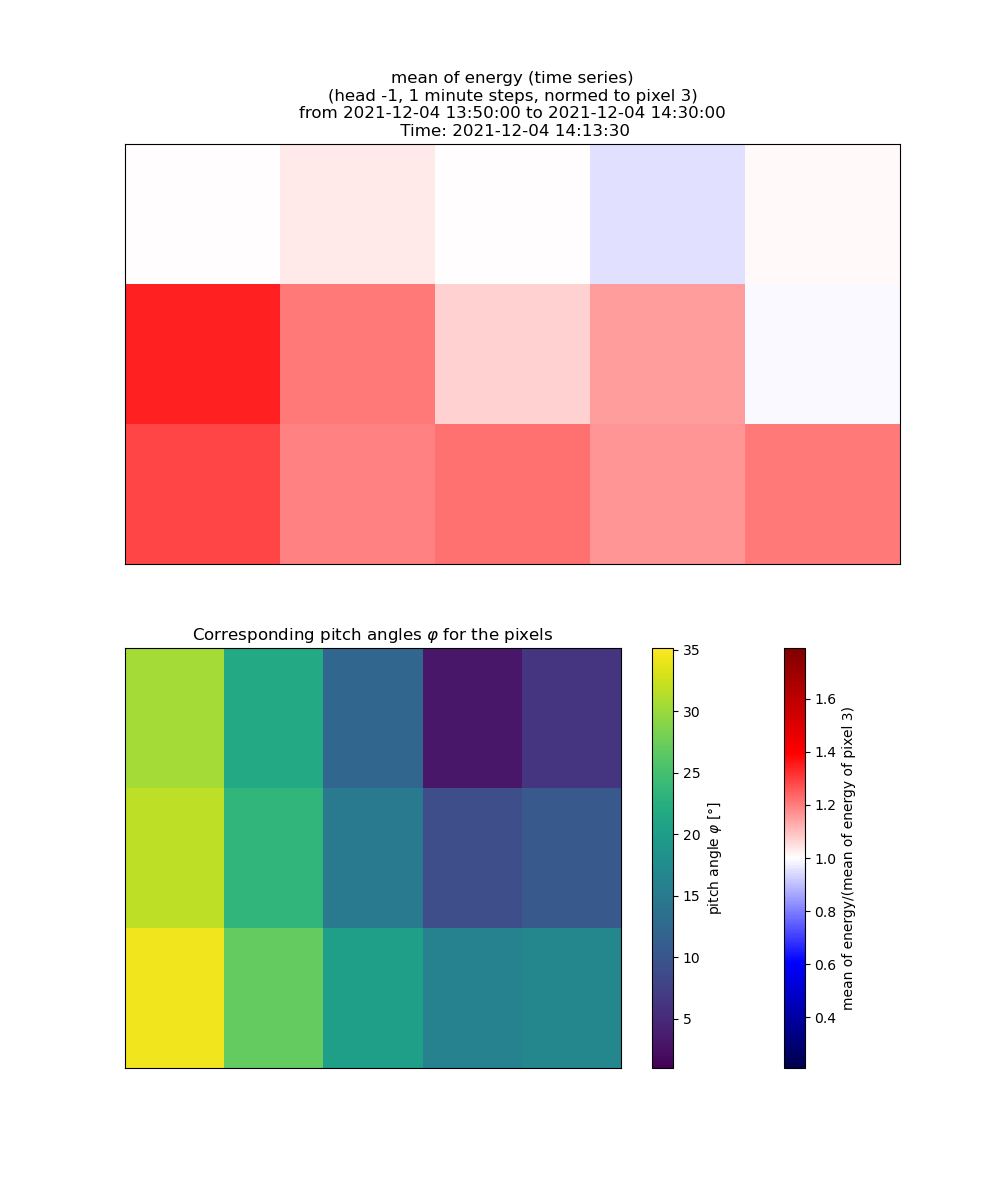 mean of energy (time series)
(head -1, 1 minute steps, normed to pixel 3)
from 2021-12-04 13:50:00 to 2021-12-04 14:30:00
Time: 2021-12-04 14:13:30
Corresponding pitch angles φ for the pixels
35
30
25
20
15
10
5
pitch angle φ [°]
1.6
1.4
1.2
1.0
0.8
0.6
0.4
mean of energy/(mean of energy of pixel 3)